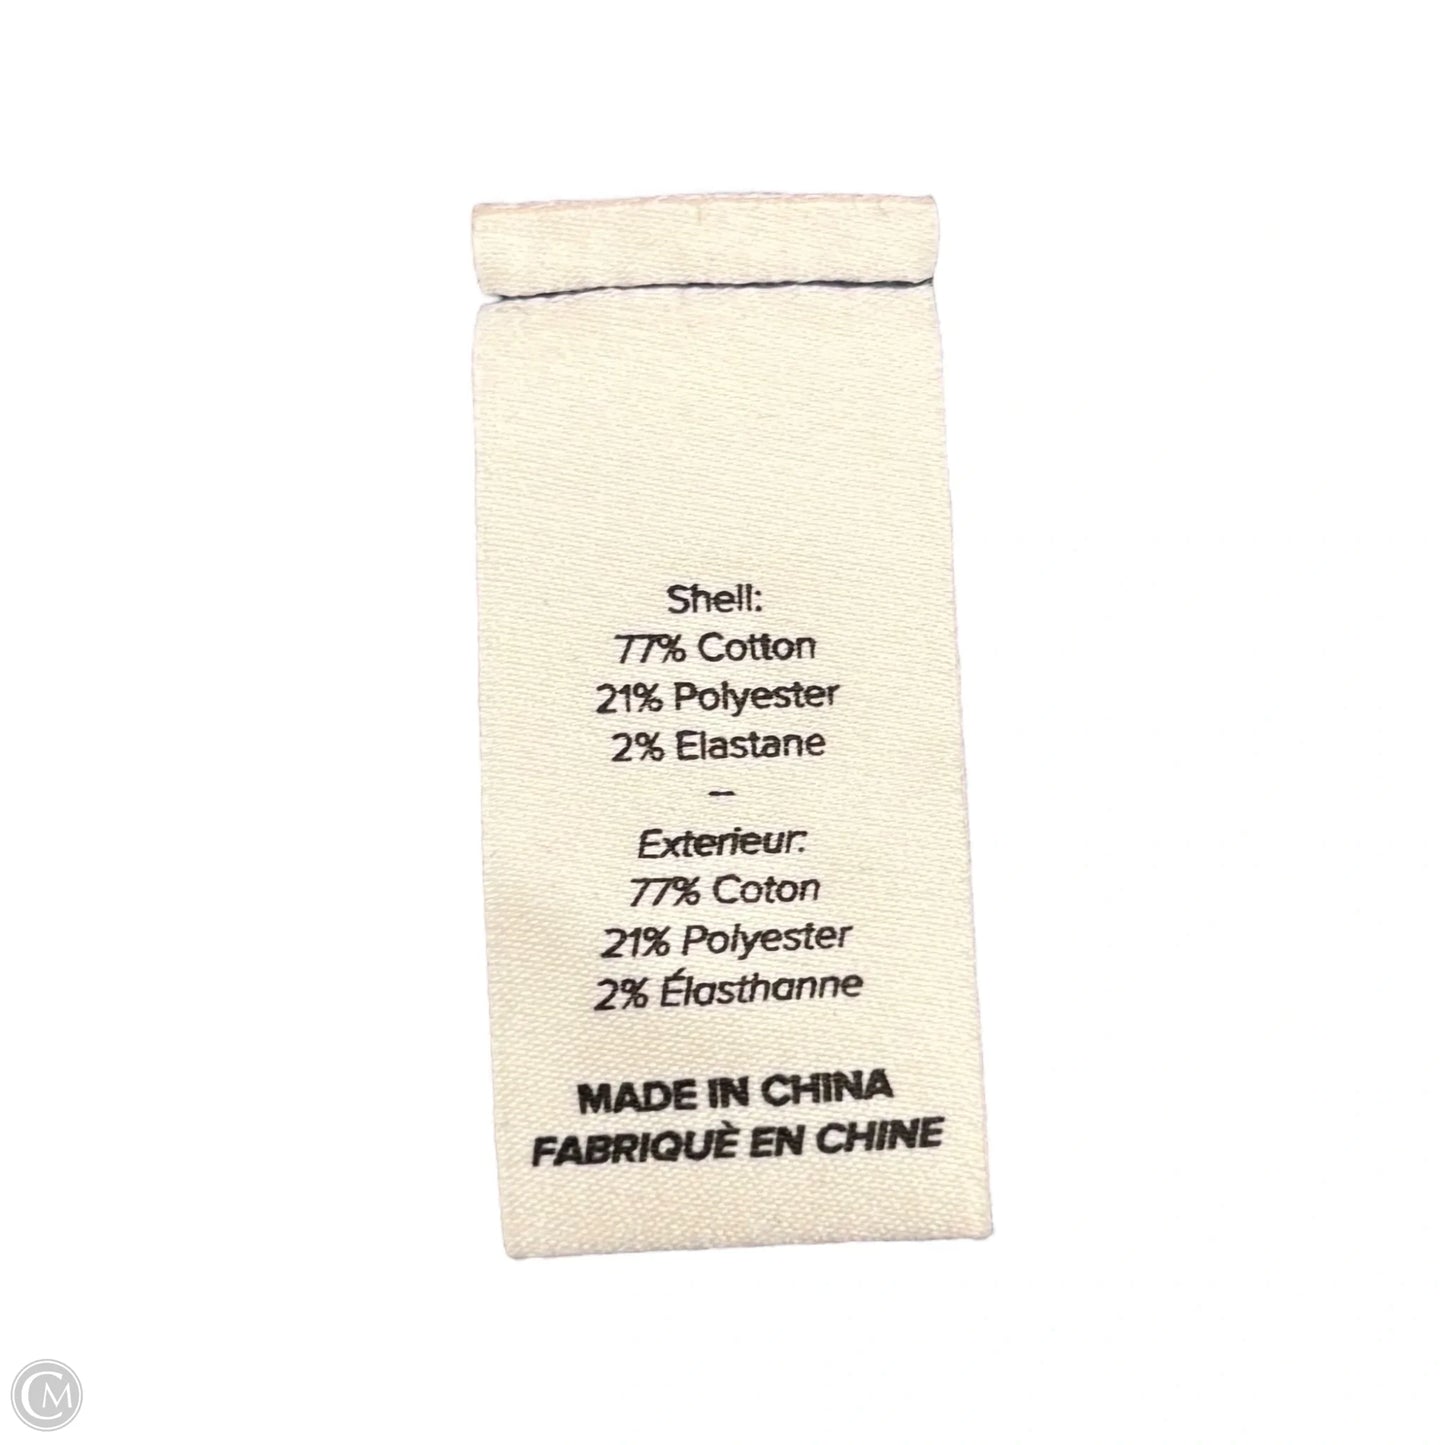 Shell:
77% Cotton
21% Polyester
2% Elastane
–
Exterieur:
77% Coton
21% Polyester
2% Élasthanne
MADE IN CHINA
FABRIQUÈ EN CHINE
CM